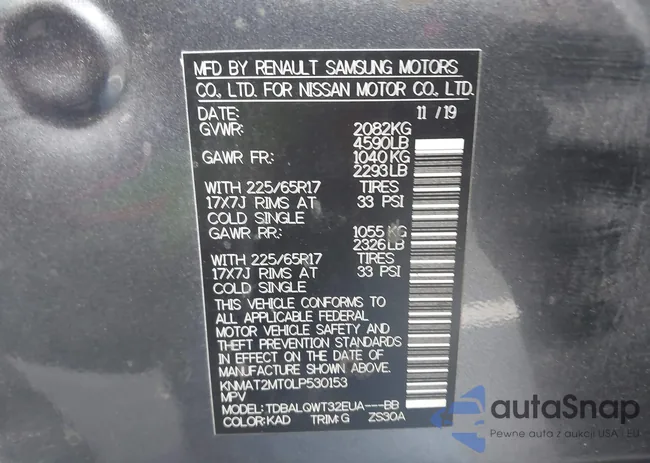 MFD BY RENAULT SAMSUNG MOTORS
CO., LTD. FOR NISSAN MOTOR CO., LTD.
DATE: 11 / 19
GVWR: 2082KG
4590LB
GAWR FR: 1040KG
2293LB
WITH 225/65R17 TIRES
17X7J RIMS AT 33 PSI
COLD SINGLE
GAWR RR: 1055 KG
2326LB
WITH 225/65R17 TIRES
17X7J RIMS AT 33 PSI
COLD SINGLE
THIS VEHICLE CONFORMS TO
ALL APPLICABLE FEDERAL
MOTOR VEHICLE SAFETY AND
THEFT PREVENTION STANDARDS
IN EFFECT ON THE DATE OF
MANUFACTURE SHOWN ABOVE.
KNMAT2MT0LP530153
MPV
MODEL: TDBALQWT32EUA---BB
COLOR:KAD TRIM:G ZS30A
autoSnap
Pewne auta z aukcji USA i EU